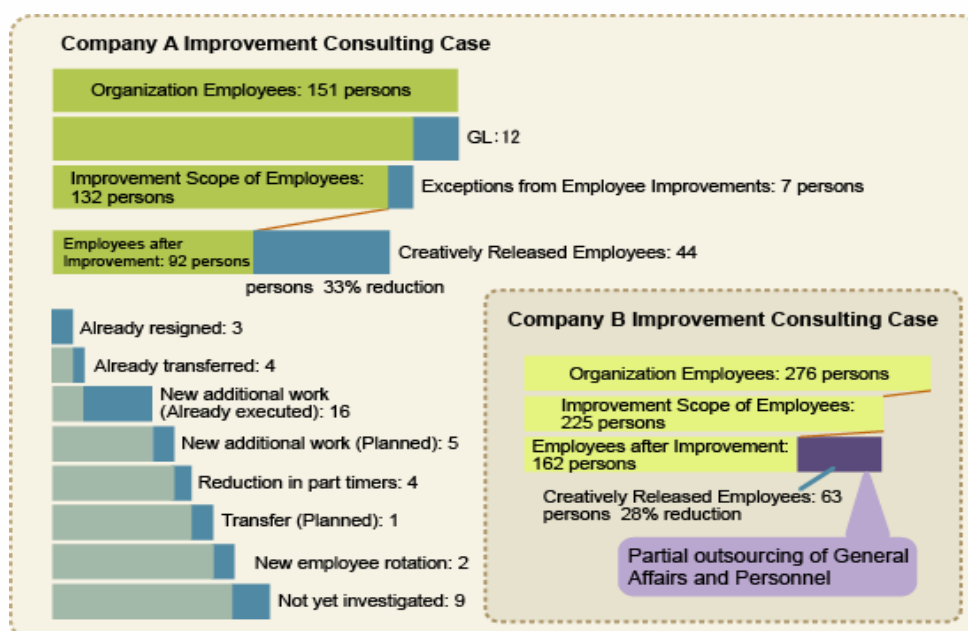 Company A Improvement Consulting Case
Organization Employees: 151 persons
GL:12
Improvement Scope of Employees:
132 persons
Exceptions from Employee Improvements: 7 persons
Employees after
Improvement: 92 persons
Creatively Released Employees: 44
persons 33% reduction
Already resigned: 3
Already transferred: 4
New additional work
(Already executed): 16
New additional work (Planned): 5
Reduction in part timers: 4
Transfer (Planned): 1
New employee rotation: 2
Not yet investigated: 9
Company B Improvement Consulting Case
Organization Employees: 276 persons
Improvement Scope of Employees:
225 persons
Employees after Improvement:
162 persons
Creatively Released Employees: 63
persons 28% reduction
Partial outsourcing of General
Affairs and Personnel